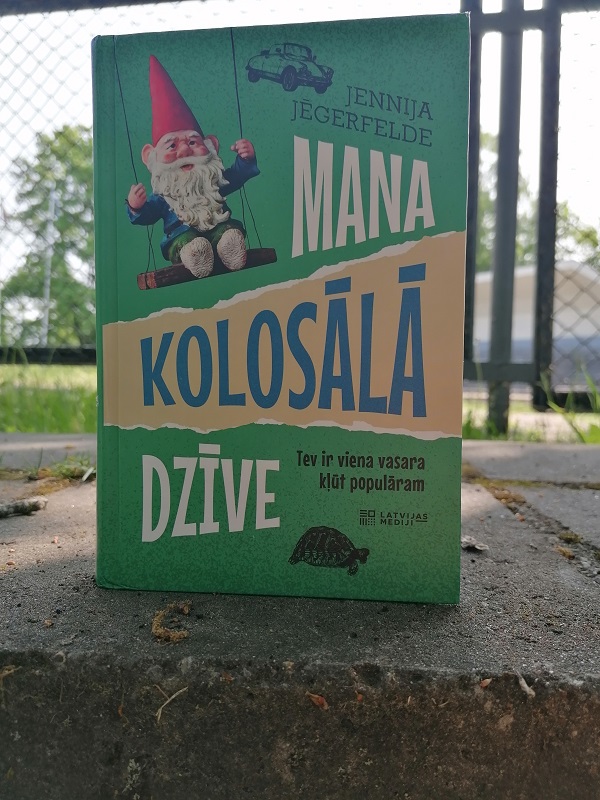 JENNIJA
JĒGERFELDE
MANA
KOLOSĀLĀ
DZĪVE
Tev ir viena vasara
kļūt populāram
LATVIJAS
MEDIJI